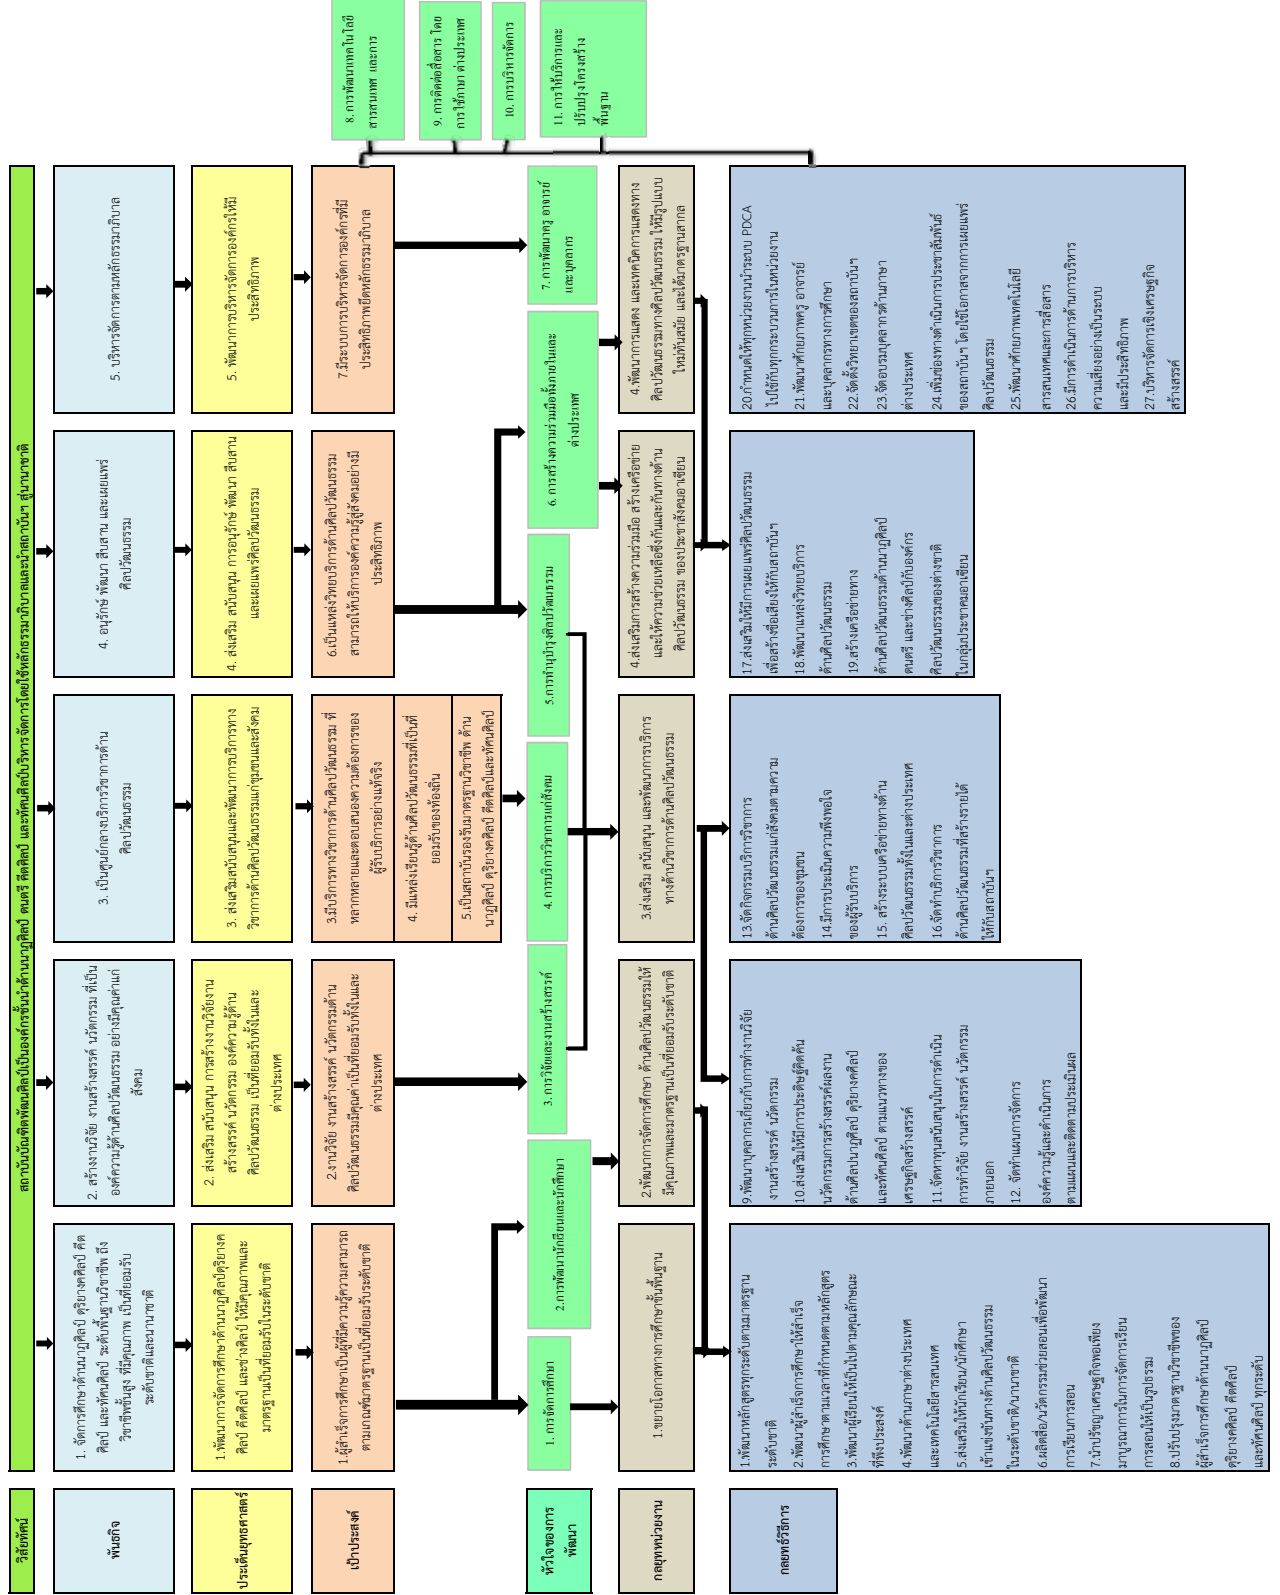 วิสัยทัศน์
สถาบันบัณฑิตพัฒนศิลป์เป็นองค์กรชั้นนำด้านนาฏศิลป์ ดนตรี คีตศิลป์ และทัศนศิลป์บริหารจัดการโดยใช้หลักธรรมาภิบาลและนำสถาบันฯ สู่นานาชาติ
พันธกิจ
1. จัดการศึกษาด้านนาฏศิลป์ ดุริยางคศิลป์ คีต
ศิลป์ และทัศนศิลป์ ระดับพื้นฐานวิชาชีพ ถึง
วิชาชีพขั้นสูง ที่มีคุณภาพ เป็นที่ยอมรับ
ระดับชาติและนานาชาติ
2. สร้างงานวิจัย งานสร้างสรรค์ นวัตกรรม ที่เป็น
องค์ความรู้ด้านศิลปวัฒนธรรม อย่างมีคุณค่าแก่
สังคม
3. เป็นศูนย์กลางบริการวิชาการด้าน
ศิลปวัฒนธรรม
4. อนุรักษ์ พัฒนา สืบสาน และเผยแพร่
ศิลปวัฒนธรรม
5. บริหารจัดการตามหลักธรรมาภิบาล
ประเด็นยุทธศาสตร์
1.พัฒนาการจัดการศึกษาด้านนาฏศิลป์ดุริยางค
ศิลป์ คีตศิลป์ และช่างศิลป์ ให้มีคุณภาพและ
มาตรฐานเป็นที่ยอมรับในระดับชาติ
2. ส่งเสริม สนับสนุน การสร้างงานวิจัยงาน
สร้างสรรค์ นวัตกรรม องค์ความรู้ด้าน
ศิลปวัฒนธรรม เป็นที่ยอมรับทั้งในและ
ต่างประเทศ
3. ส่งเสริมสนับสนุนและพัฒนาการบริการทาง
วิชาการด้านศิลปวัฒนธรรมแก่ชุมชนและสังคม
4. ส่งเสริม สนับสนุน การอนุรักษ์ พัฒนา สืบสาน
และเผยแพร่ศิลปวัฒนธรรม
5. พัฒนาการบริหารจัดการองค์กรให้มี
ประสิทธิภาพ
เป้าประสงค์
1.ผู้สำเร็จการศึกษาเป็นผู้ที่มีความรู้ความสามารถ
ตามเกณฑ์มาตรฐานเป็นที่ยอมรับระดับชาติ
2.งานวิจัย งานสร้างสรรค์ นวัตกรรมด้าน
ศิลปวัฒนธรรมมีคุณค่าเป็นที่ยอมรับทั้งในและ
ต่างประเทศ
3.มีบริการทางวิชาการด้านศิลปวัฒนธรรม ที่
หลากหลายและตอบสนองความต้องการของ
ผู้รับบริการอย่างแท้จริง
4. มีแหล่งเรียนรู้ด้านศิลปวัฒนธรรมที่เป็นที่
ยอมรับของท้องถิ่น
5.เป็นสถาบันรองรับมาตรฐานวิชาชีพ ด้าน
นาฏศิลป์ ดุริยางคศิลป์ คีตศิลป์และทัศนศิลป์
6.เป็นแหล่งวิทยบริการด้านศิลปวัฒนธรรม
สามารถให้บริการองค์ความรู้สู่สังคมอย่างมี
ประสิทธิภาพ
7.มีระบบการบริหารจัดการองค์กรที่มี
ประสิทธิภาพยึดหลักธรรมาภิบาล
หัวใจของการ
พัฒนา
1. การจัดการศึกษา
2.การพัฒนานักเรียนและนักศึกษา
3. การวิจัยและงานสร้างสรรค์
4. การบริการวิชาการแก่สังคม
5.การทำนุบำรุงศิลปวัฒนธรรม
6. การสร้างความร่วมมือทั้งภายในและ
ต่างประเทศ
7. การพัฒนาครู อาจารย์
และบุคลากร
8. การพัฒนาเทคโนโลยี
สารสนเทศ และการ
9. การติดต่อสื่อสาร โดย
การใช้ภาษา ต่างประเทศ
10. การบริหารจัดการ
11. การให้บริการและ
ปรับปรุงโครงสร้าง
พื้นฐาน
กลยุทหน่วยงาน
1.ขยายโอกาสทางการศึกษาขั้นพื้นฐาน
2.พัฒนาการจัดการศึกษา ด้านศิลปวัฒนธรรมให้
มีคุณภาพและมาตรฐานเป็นที่ยอมรับระดับชาติ
3.ส่งเสริม สนับสนุน และพัฒนาการบริการ
ทางด้านวิชาการด้านศิลปวัฒนธรรม
4.ส่งเสริมการสร้างความร่วมมือ สร้างเครือข่าย
และให้ความช่วยเหลือซึ่งกันและกันทางด้าน
ศิลปวัฒนธรรม ของประชาสังคมอาเซียน
4.พัฒนาการแสดง และเทคนิคการแสดงทาง
ศิลปวัฒนธรรมทางศิลปวัฒนธรรม ให้มีรูปแบบ
ใหม่ทันสมัย และได้มาตรฐานสากล
กลยทธ์วิธีการ
1.พัฒนาหลักสูตรทุกระดับตามมาตรฐาน
ระดับชาติ
2.พัฒนาผู้สำเร็จการศึกษาให้สำเร็จ
การศึกษาตามเวลาที่กำหนดตามหลักสูตร
3.พัฒนาผู้เรียนให้เป็นไปตามคุณลักษณะ
ที่พึงประสงค์
4.พัฒนาด้านภาษาต่างประเทศ
และเทคโนโลยีสารสนเทศ
5.ส่งเสริมให้นักเรียน/นักศึกษา
เข้าแข่งขันทางด้านศิลปวัฒนธรรม
ในระดับชาติ/นานาชาติ
6.ผลิตสื่อ/นวัตกรรมช่วยสอนเพื่อพัฒนา
การเรียนการสอน
7.นำปรัชญาเศรษฐกิจพอเพียง
มาบูรณาการในการจัดการเรียน
การสอนให้เป็นรูปธรรม
8.ปรับปรุงมาตรฐานวิชาชีพของ
ผู้สำเร็จการศึกษาด้านนาฏศิลป์
ดุริยางคศิลป์ คีตศิลป์
และทัศนศิลป์ ทุกระดับ
9.พัฒนาบุคลากรเกี่ยวกับการทำงานวิจัย
งานสร้างสรรค์ นวัตกรรม
10.ส่งเสริมให้มีการประดิษฐ์คิดค้น
นวัตกรรมการสร้างสรรค์ผลงาน
ด้านศิลปนาฏศิลป์ ดุริยางคศิลป์
และทัศนศิลป์ ตามแนวทางของ
เศรษฐกิจสร้างสรรค์
11.จัดหาทุนสนับสนุนในการดำเนิน
การทำวิจัย งานสร้างสรรค์ นวัตกรรม
ภายนอก
12. จัดทำแผนการจัดการ
องค์ความรู้และดำเนินการ
ตามแผนและติดตามประเมินผล
13.จัดกิจกรรมบริการวิชาการ
ด้านศิลปวัฒนธรรมแก่สังคมตามความ
ต้องการของชุมชน
14.มีการประเมินความพึงพอใจ
ของผู้รับบริการ
15. สร้างระบบเครือข่ายทางด้าน
ศิลปวัฒนธรรมทั้งในและต่างประเทศ
16.จัดทำบริการวิชาการ
ด้านศิลปวัฒนธรรมที่สร้างรายได้
ให้กับสถาบันฯ
17.ส่งเสริมให้มีการเผยแพร่ศิลปวัฒนธรรม
เพื่อสร้างชื่อเสียงให้กับสถาบันฯ
18.พัฒนาแหล่งวิทยบริการ
ด้านศิลปวัฒนธรรม
19.สร้างเครือข่ายทาง
ด้านศิลปวัฒนธรรมด้านนาฏศิลป์
ดนตรี และช่างศิลป์กับองค์กร
ศิลปวัฒนธรรมของต่างชาติ
ในกลุ่มประชาคมอาเซียน
20.กำหนดให้ทุกหน่วยงานนำระบบ PDCA
ไปใช้กับทุกกระบวนการในหน่วยงาน
21.พัฒนาศักยภาพครู อาจารย์
และบุคลากรทางการศึกษา
22.จัดตั้งวิทยาเขตของสถาบันฯ
23.จัดอบรมบุคลากรด้านภาษา
ต่างประเทศ
24.เพิ่มช่องทางดำเนินการประชาสัมพันธ์
ของสถาบันฯ โดยใช้โอกาสจากการเผยแพร่
ศิลปวัฒนธรรม
25.พัฒนาศักยภาพเทคโนโลยี
สารสนเทศและการสื่อสาร
26.มีการดำเนินการด้านการบริหาร
ความเสี่ยงอย่างเป็นระบบ
และมีประสิทธิภาพ
27.บริหารจัดการเชิงเศรษฐกิจ
สร้างสรรค์